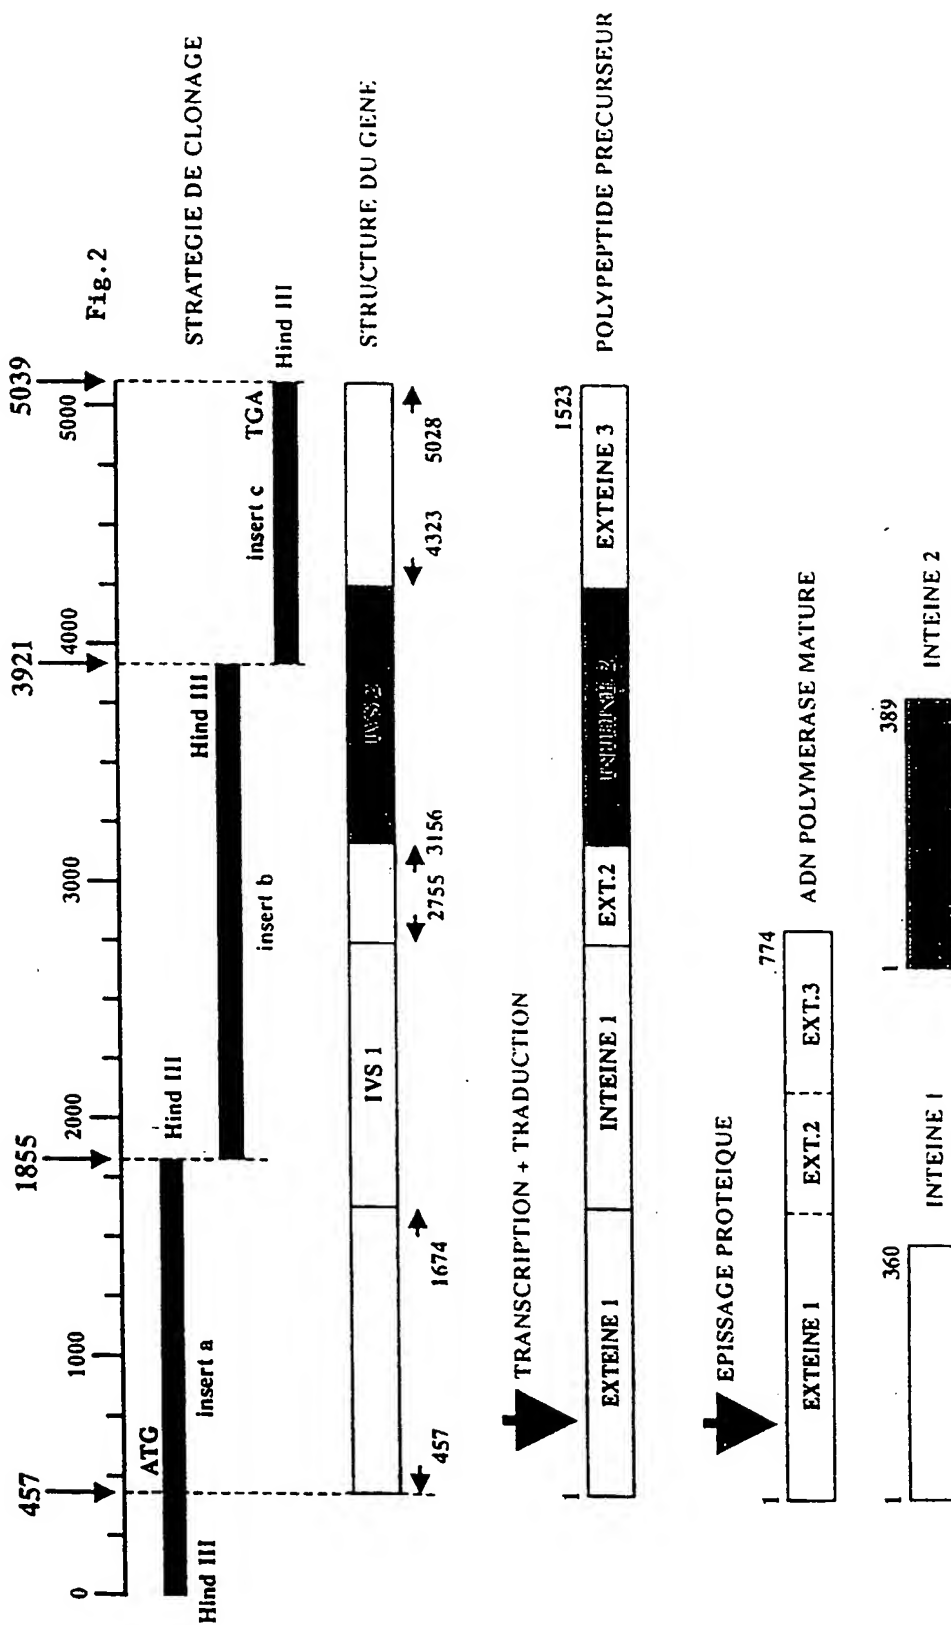 Fig.2
457
1855
3921
5039
0
1000
2000
3000
4000
5000
STRATEGIE DE CLONAGE
ATG
Hind III
insert a
Hind III
insert b
Hind III
insert c
TGA
Hind III
STRUCTURE DU GENE
IVS 1
IVS 2
457
1674
2755
3156
4323
5028
TRANSCRIPTION + TRADUCTION
POLYPEPTIDE PRECURSEUR
1
1523
EXTEINE 1
INTEINE 1
EXT.2
INTEINE 2
EXTEINE 3
EPISSAGE PROTEIQUE
ADN POLYMERASE MATURE
1
774
EXTEINE 1
EXT.2
EXT.3
1
360
INTEINE 1
1
389
INTEINE 2